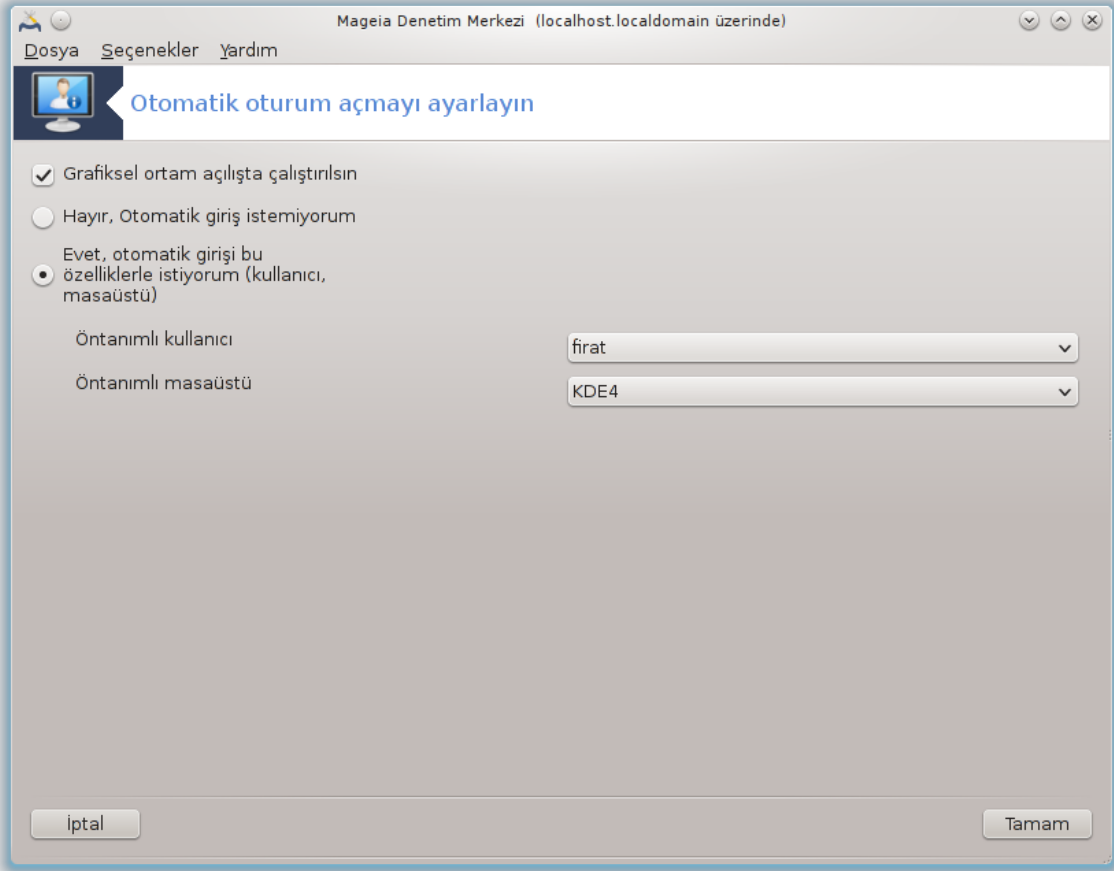 Mageia Denetim Merkezi (localhost.localdomain üzerinde)
Dosya Seçenekler Yardım
Otomatik oturum açmayı ayarlayın
Grafiksel ortam açılışta çalıştırılsın
Hayır, Otomatik giriş istemiyorum
Evet, otomatik girişi bu
özelliklerle istiyorum (kullanıcı,
masaüstü)
Öntanımlı kullanıcı
firat
Öntanımlı masaüstü
KDE4
İptal
Tamam